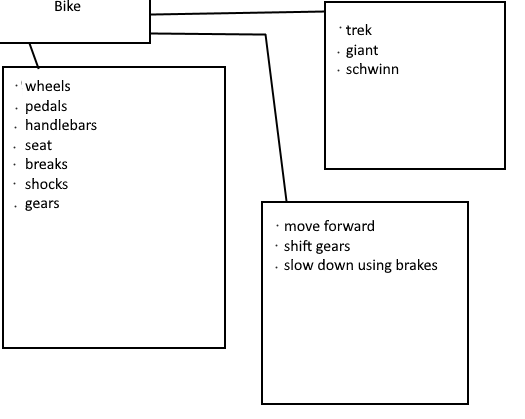 Bike
trek
giant
schwinn
wheels
pedals
handlebars
seat
breaks
shocks
gears
move forward
shift gears
slow down using brakes